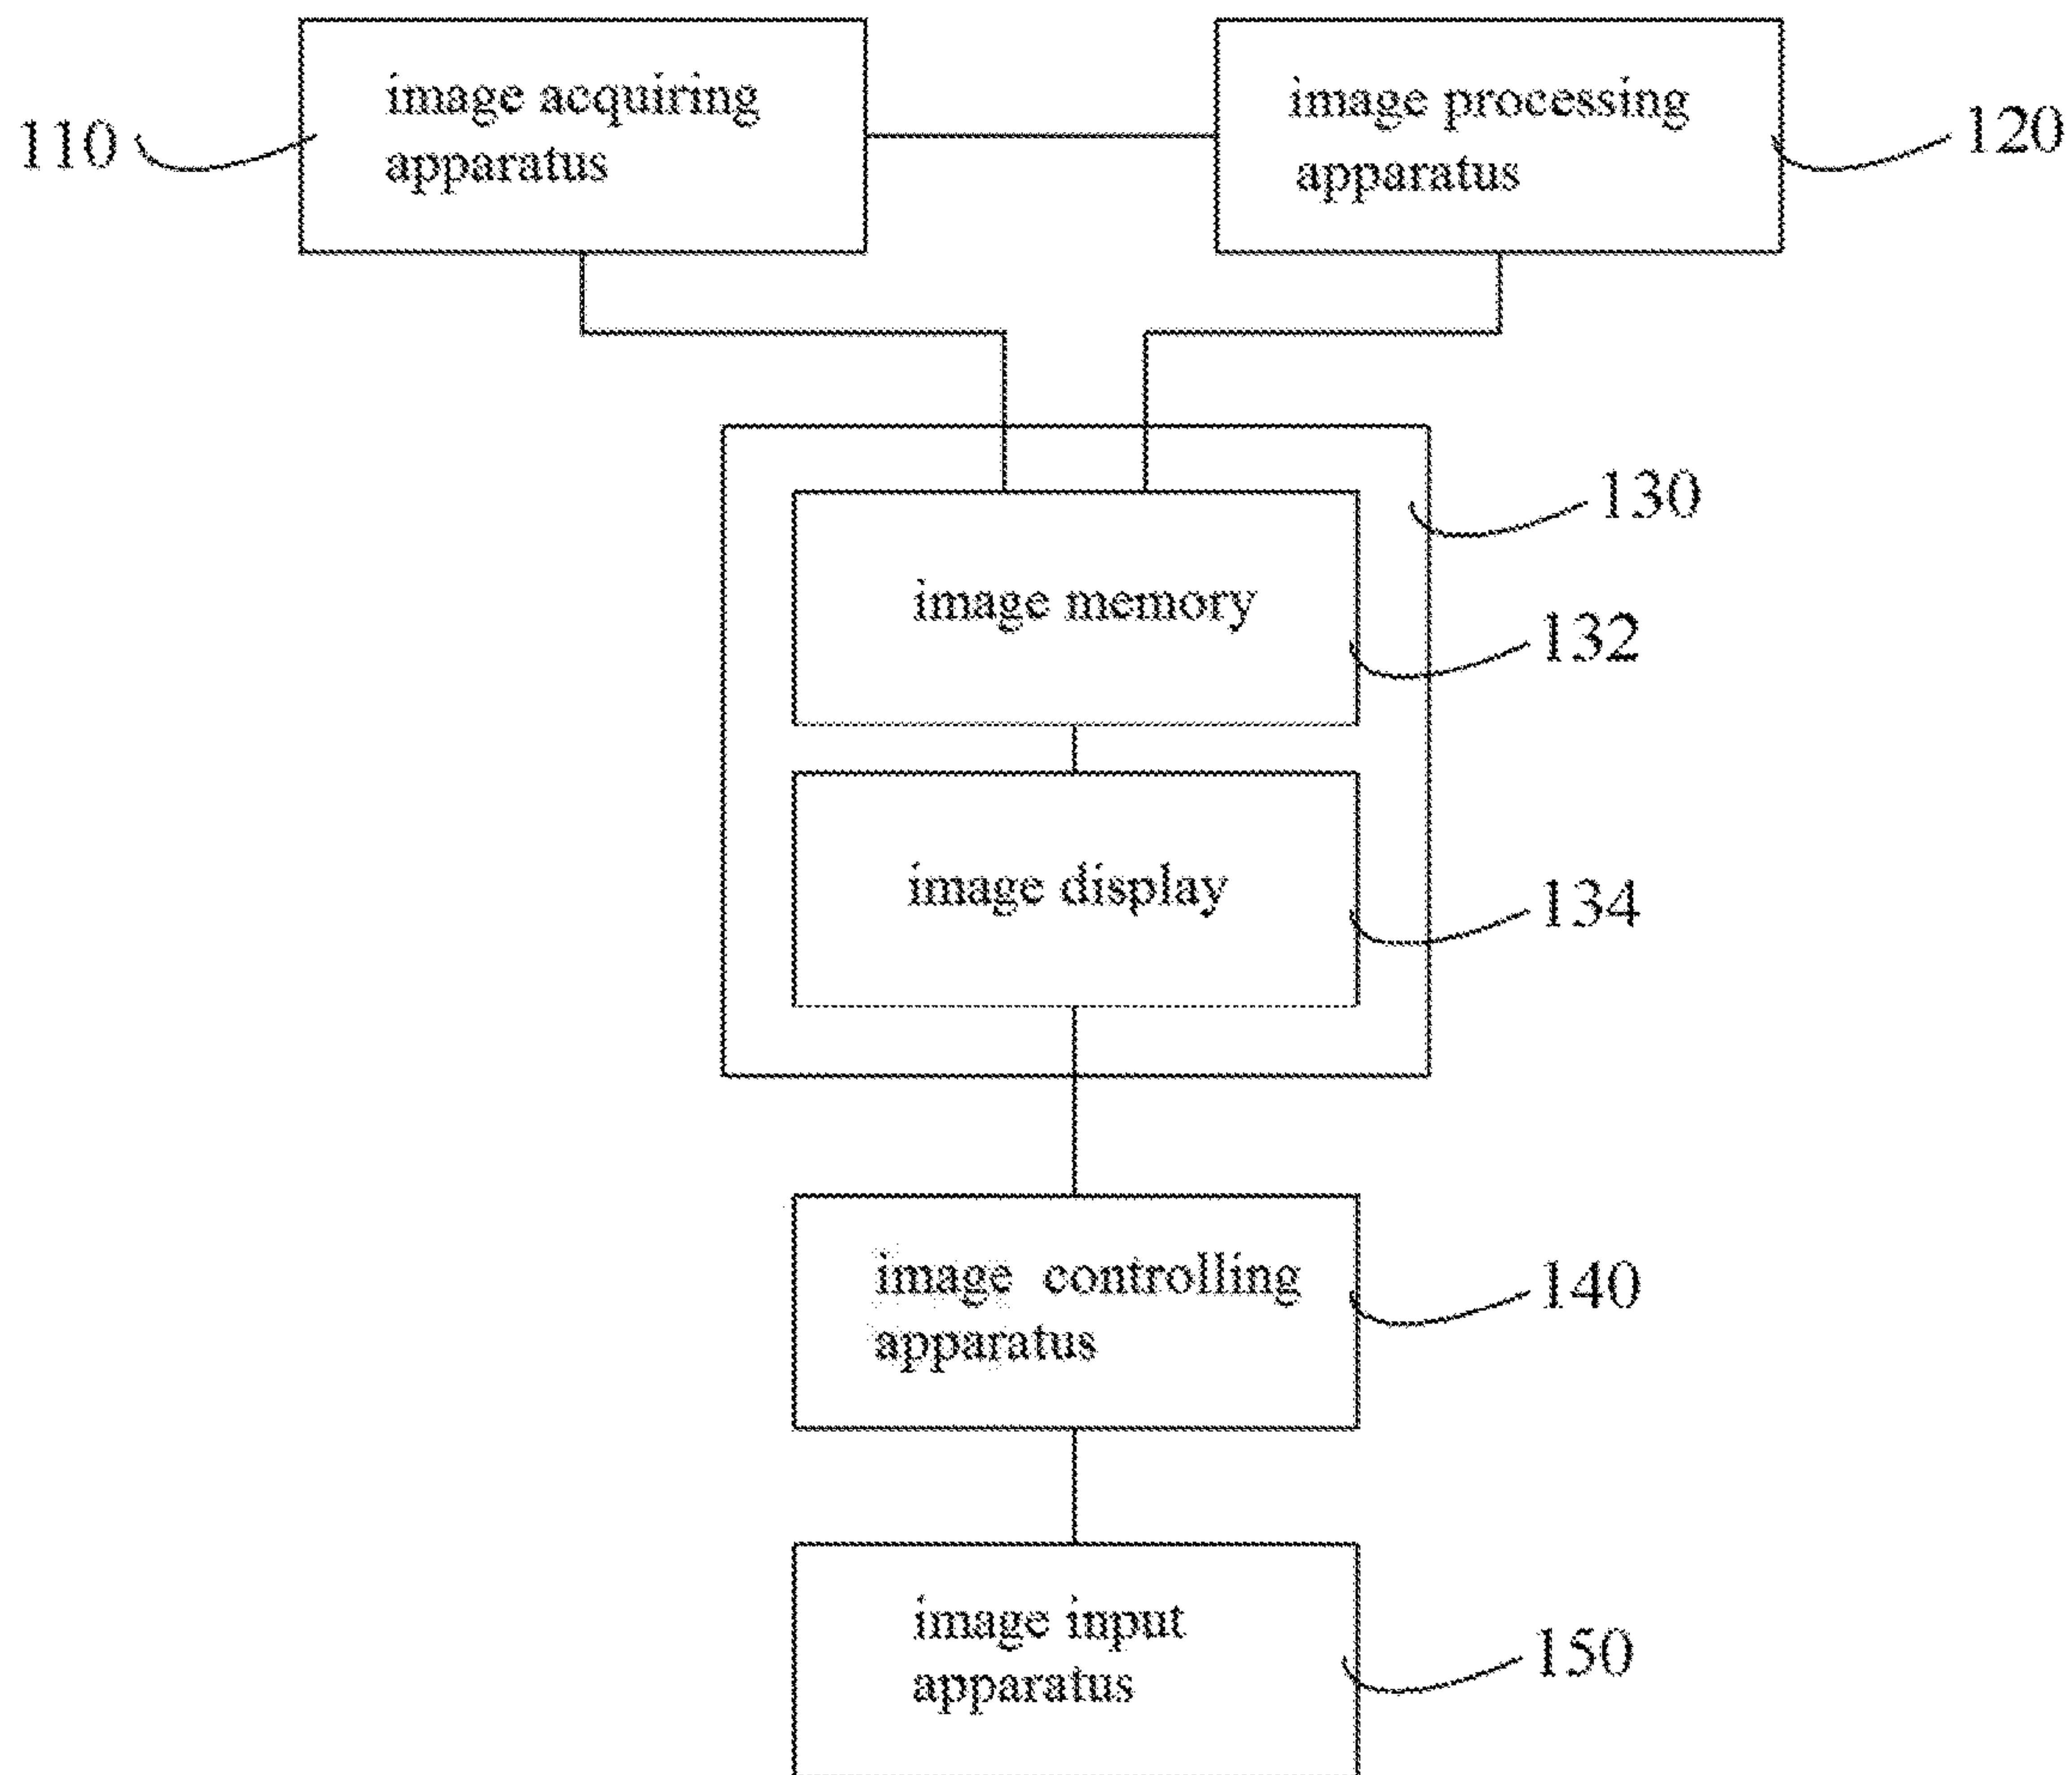 image acquiring
apparatus
110
image processing
apparatus
120
130
image memory
132
image display
134
image controlling
apparatus
140
image input
apparatus
150